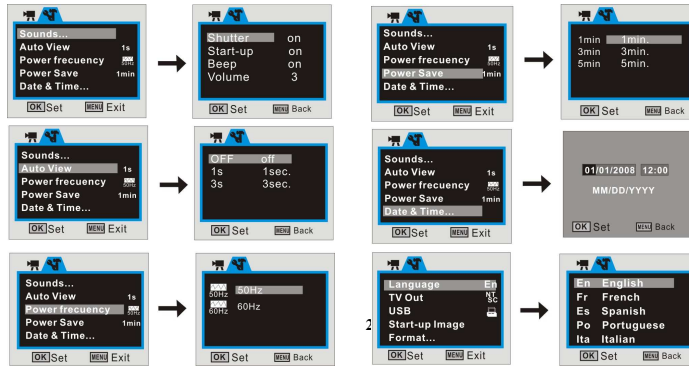 Sounds...
Auto View 1s
Power frecuency 50Hz
Power Save 1min
Date & Time...
OK Set MENU Exit
Shutter on
Start-up on
Beep on
Volume 3
OK Set MENU Back
Sounds...
Auto View 1s
Power frecuency 50Hz
Power Save 1min
Date & Time...
OK Set MENU Exit
1min 1min.
3min 3min.
5min 5min.
OK Set MENU Back
Sounds...
Auto View 1s
Power frecuency 50Hz
Power Save 1min
Date & Time...
OK Set MENU Exit
OFF off
1s 1sec.
3s 3sec.
OK Set MENU Back
Sounds...
Auto View 1s
Power frecuency 50Hz
Power Save 1min
Date & Time...
OK Set MENU Exit
01/01/2008 12:00
MM/DD/YYYY
OK Set MENU Back
Sounds...
Auto View 1s
Power frecuency 50Hz
Power Save 1min
Date & Time...
OK Set MENU Exit
50Hz 50Hz
60Hz 60Hz
OK Set MENU Back
2
Language En
TV Out NT
SC
USB
Start-up Image
Format...
OK Set MENU Exit
En English
Fr French
Es Spanish
Po Portuguese
Ita Italian
OK Set MENU Back